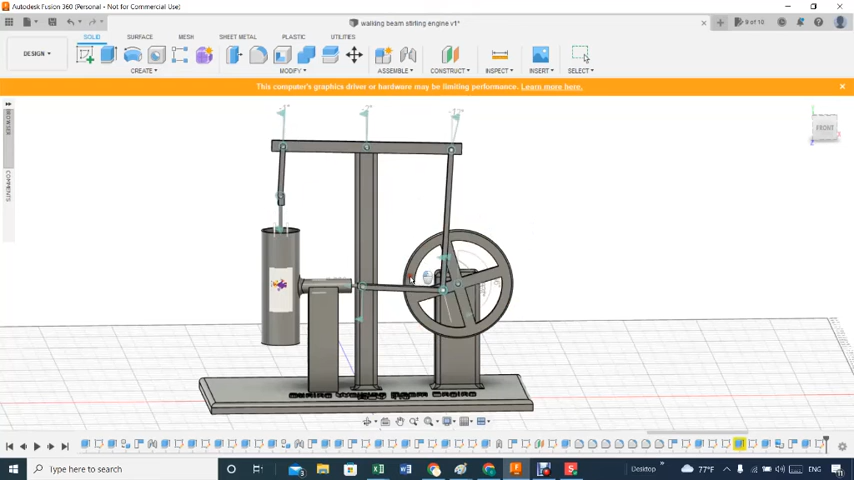 Autodesk Fusion 360 (Personal - Not for Commercial Use)
walking beam stirling engine v1*
9 of 10
DESIGN
SOLID
SURFACE
MESH
SHEET METAL
PLASTIC
UTILITIES
CREATE
MODIFY
ASSEMBLE
CONSTRUCT
INSPECT
INSERT
SELECT
This computer's graphics driver or hardware may be limiting performance. Learn more here.
BROWSER
COMMENTS
FRONT
Type here to search
Desktop
77°F
ENG